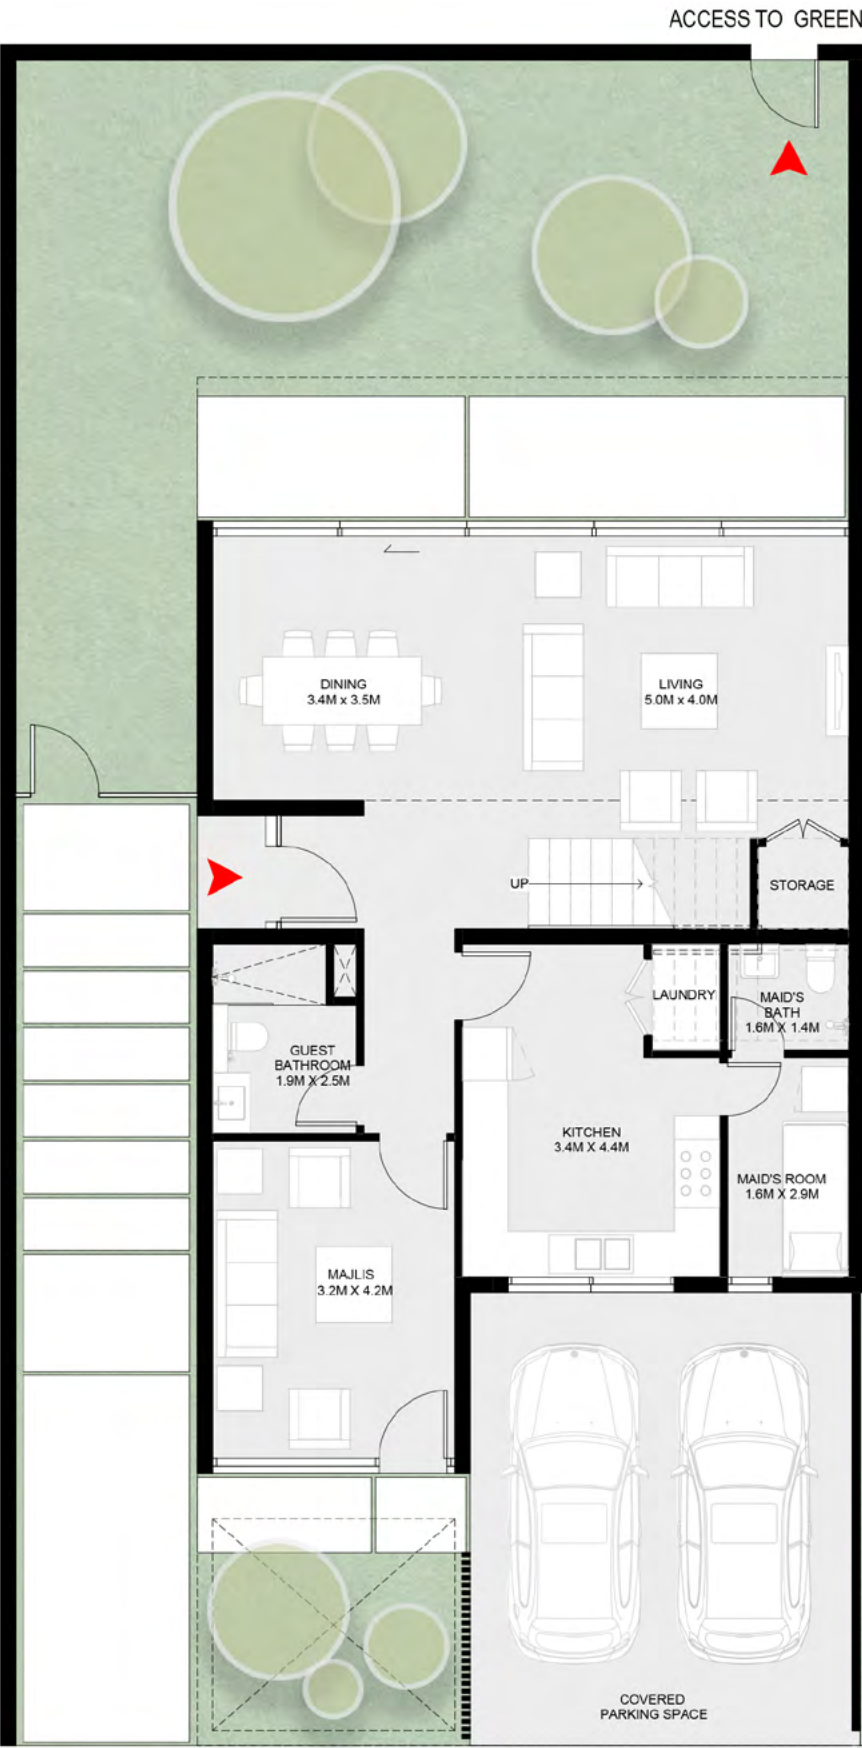 ACCESS TO GREEN
DINING
3.4M x 3.5M
LIVING
5.0M x 4.0M
UP
STORAGE
LAUNDRY
MAID'S
BATH
1.6M X 1.4M
GUEST
BATHROOM
1.9M X 2.5M
KITCHEN
3.4M X 4.4M
MAID'S ROOM
1.6M X 2.9M
MAJLIS
3.2M X 4.2M
COVERED
PARKING SPACE